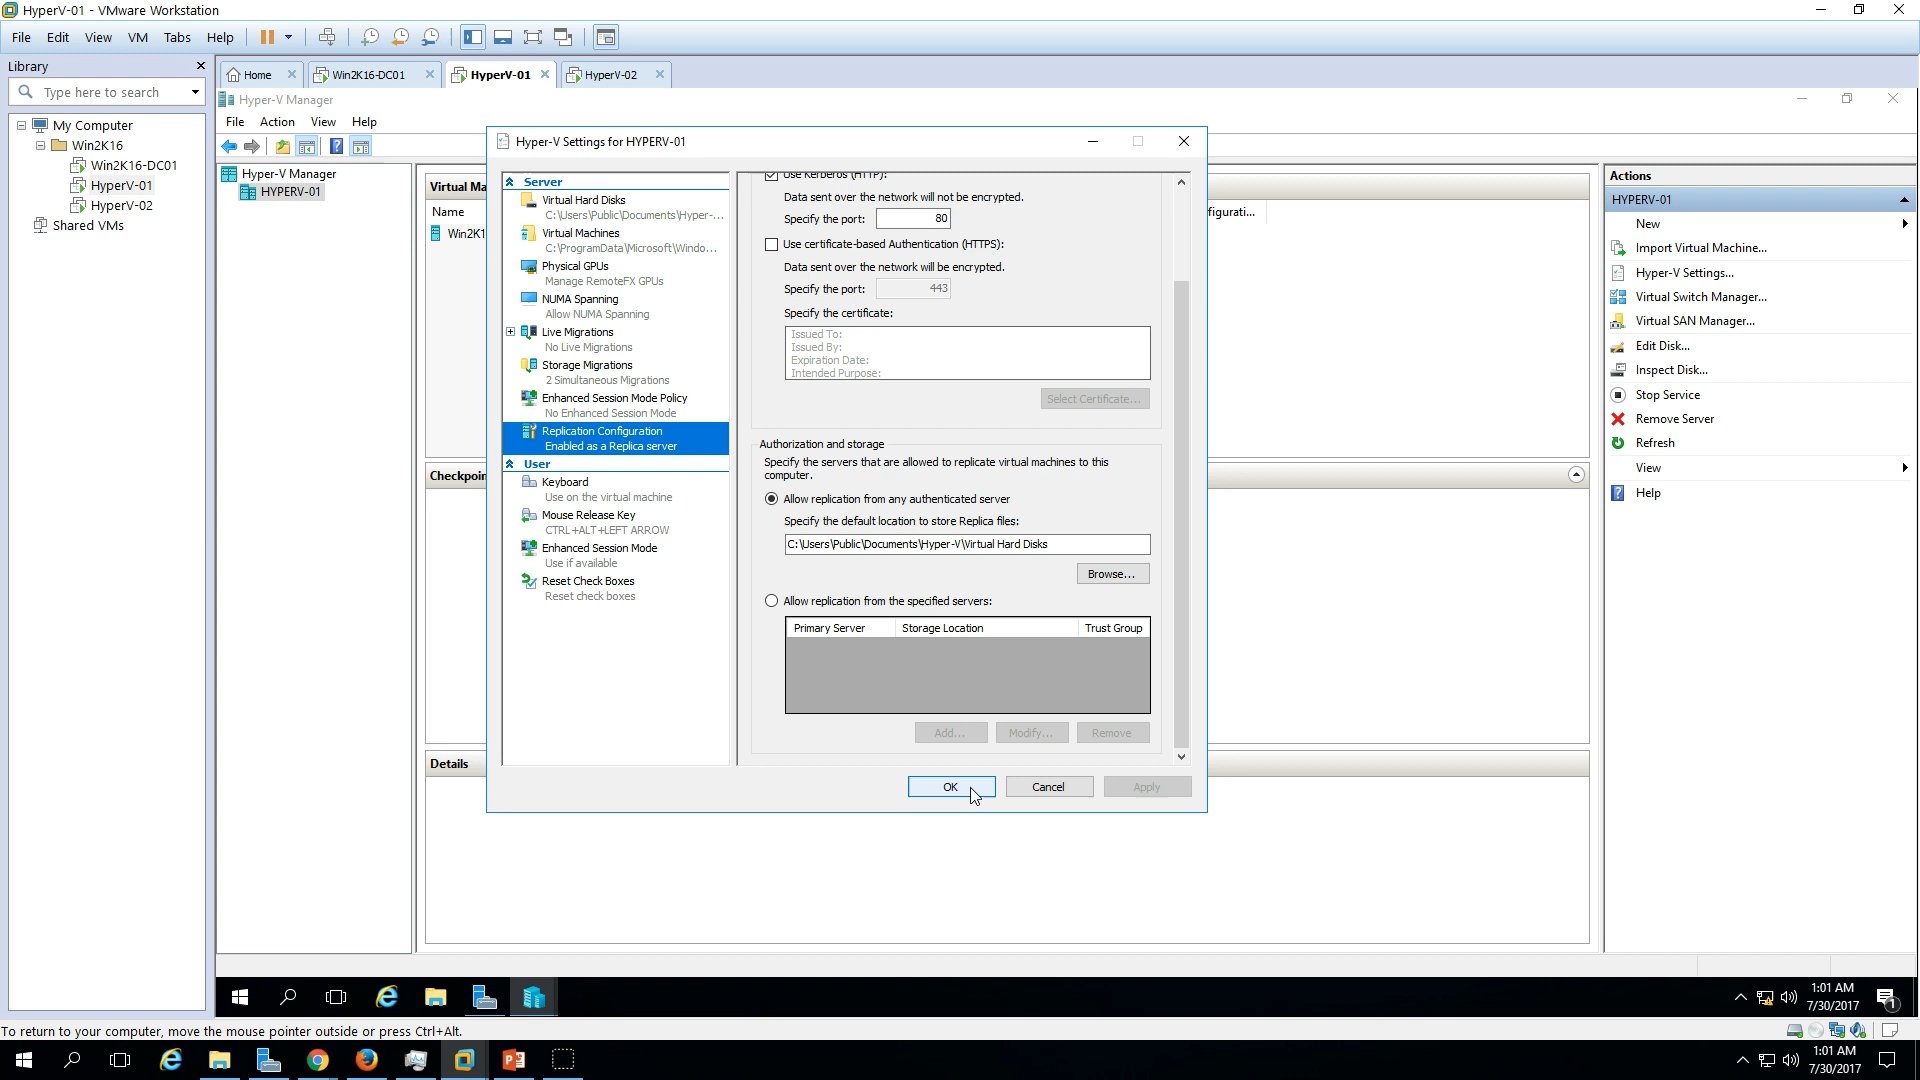 HyperV-01 - VMware Workstation
File Edit View VM Tabs Help
Library
Type here to search
My Computer
Win2K16
Win2K16-DC01
HyperV-01
HyperV-02
Shared VMs
Home Win2K16-DC01 HyperV-01 HyperV-02
Hyper-V Manager
File Action View Help
Hyper-V Manager
HYPERV-01
Virtual Ma
Name
Win2K1
figurati...
Checkpoin
Details
Hyper-V Settings for HYPERV-01
Server
Virtual Hard Disks
C:\Users\Public\Documents\Hyper-...
Virtual Machines
C:\ProgramData\Microsoft\Windo...
Physical GPUs
Manage RemoteFX GPUs
NUMA Spanning
Allow NUMA Spanning
Live Migrations
No Live Migrations
Storage Migrations
2 Simultaneous Migrations
Enhanced Session Mode Policy
No Enhanced Session Mode
Replication Configuration
Enabled as a Replica server
User
Keyboard
Use on the virtual machine
Mouse Release Key
CTRL+ALT+LEFT ARROW
Enhanced Session Mode
Use if available
Reset Check Boxes
Reset check boxes
Use Kerberos (HTTP):
Data sent over the network will not be encrypted.
Specify the port: 80
Use certificate-based Authentication (HTTPS):
Data sent over the network will be encrypted.
Specify the port: 443
Specify the certificate:
Issued To:
Issued By:
Expiration Date:
Intended Purpose:
Select Certificate...
Authorization and storage
Specify the servers that are allowed to replicate virtual machines to this
computer.
Allow replication from any authenticated server
Specify the default location to store Replica files:
C:\Users\Public\Documents\Hyper-V\Virtual Hard Disks
Browse...
Allow replication from the specified servers:
Primary Server Storage Location Trust Group
Add... Modify... Remove
OK Cancel Apply
Actions
HYPERV-01
New
Import Virtual Machine...
Hyper-V Settings...
Virtual Switch Manager...
Virtual SAN Manager...
Edit Disk...
Inspect Disk...
Stop Service
Remove Server
Refresh
View
Help
1:01 AM
7/30/2017
1
To return to your computer, move the mouse pointer outside or press Ctrl+Alt.
1:01 AM
7/30/2017